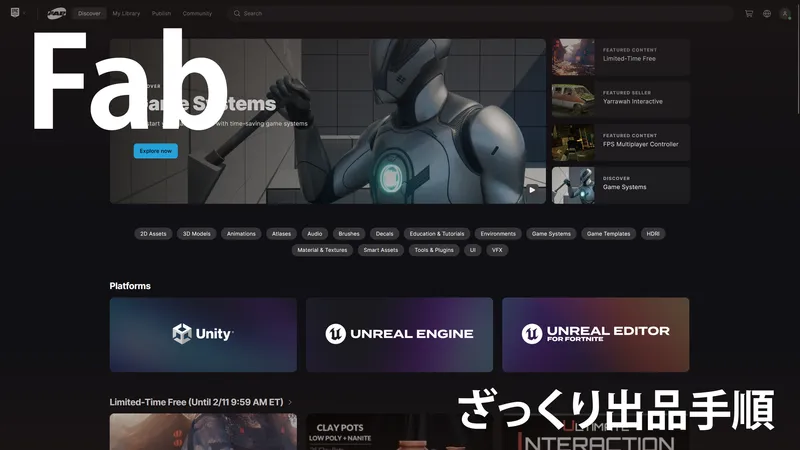 Discover
My Library
Publish
Community
Search
Fab
Game Systems
with time-saving game systems
Explore now
FEATURED CONTENT
Limited-Time Free
FEATURED SELLER
Yarrawah Interactive
FEATURED CONTENT
FPS Multiplayer Controller
DISCOVER
Game Systems
2D Assets
3D Models
Animations
Atlases
Audio
Brushes
Decals
Education & Tutorials
Environments
Game Systems
Game Templates
HDRI
Material & Textures
Smart Assets
Tools & Plugins
UI
VFX
Platforms
Unity
UNREAL ENGINE
UNREAL EDITOR
FOR FORTNITE
Limited-Time Free (Until 2/11 9:59 AM ET)
ざっくり出品手順
CLAY POTS
LOW POLY + NANITE
ULTIMATE
INTERACTION